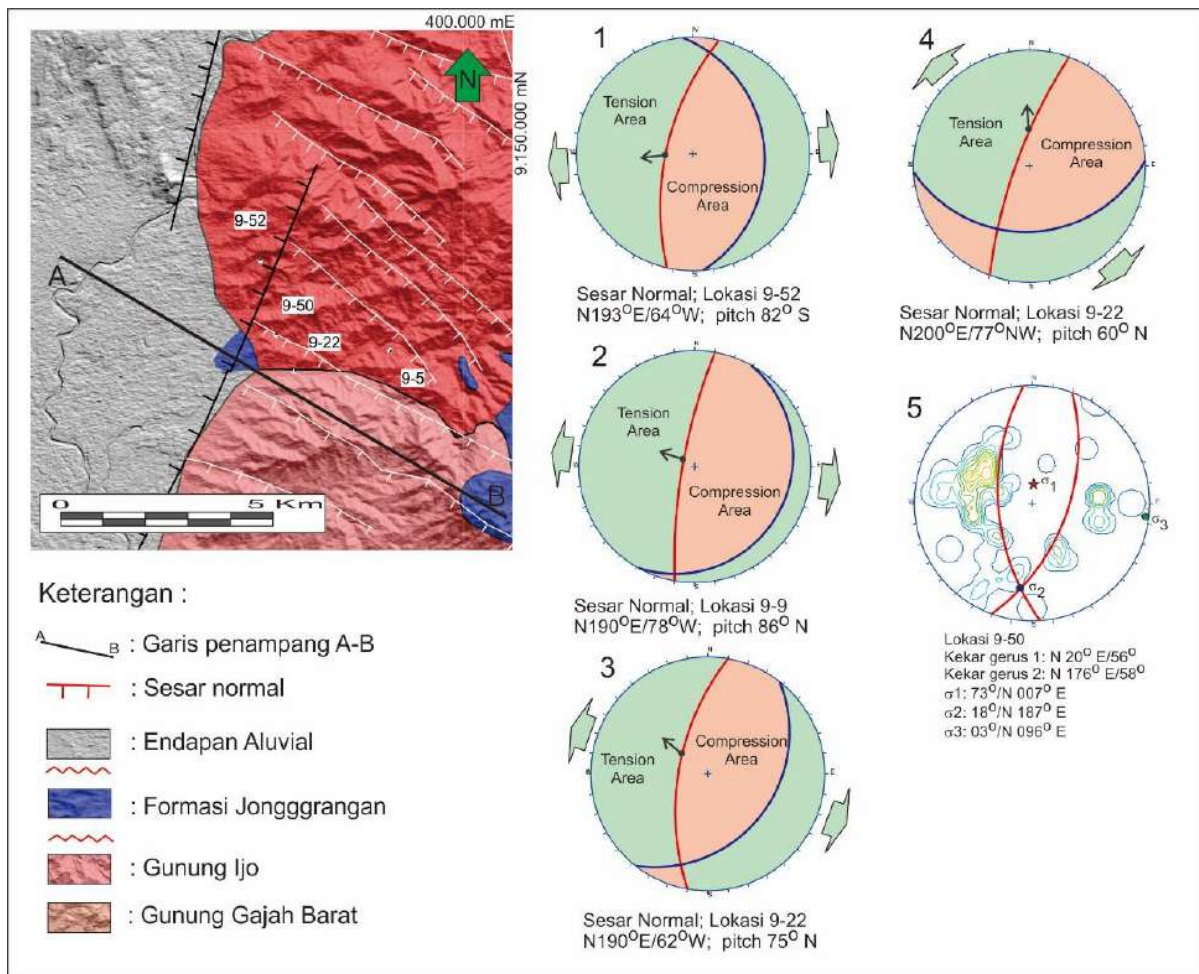 400.000 mE
9.150.000 mN
N
9-52
A
9-50
9-22
9-5
B
0 5 Km
Keterangan :
A B : Garis penampang A-B
: Sesar normal
: Endapan Aluvial
: Formasi Jongggrangan
: Gunung Ijo
: Gunung Gajah Barat
1
N
Tension
Area
Compression
Area
Sesar Normal; Lokasi 9-52
N193°E/64°W; pitch 82° S
2
Tension
Area
Compression
Area
Sesar Normal; Lokasi 9-9
N190°E/78°W; pitch 86° N
3
Tension
Area
Compression
Area
Sesar Normal; Lokasi 9-22
N190°E/62°W; pitch 75° N
4
Tension
Area
Compression
Area
Sesar Normal; Lokasi 9-22
N200°E/77°NW; pitch 60° N
5
σ1
σ3
σ2
Lokasi 9-50
Kekar gerus 1: N 20° E/56°
Kekar gerus 2: N 176° E/58°
σ1: 73°/N 007° E
σ2: 18°/N 187° E
σ3: 03°/N 096° E